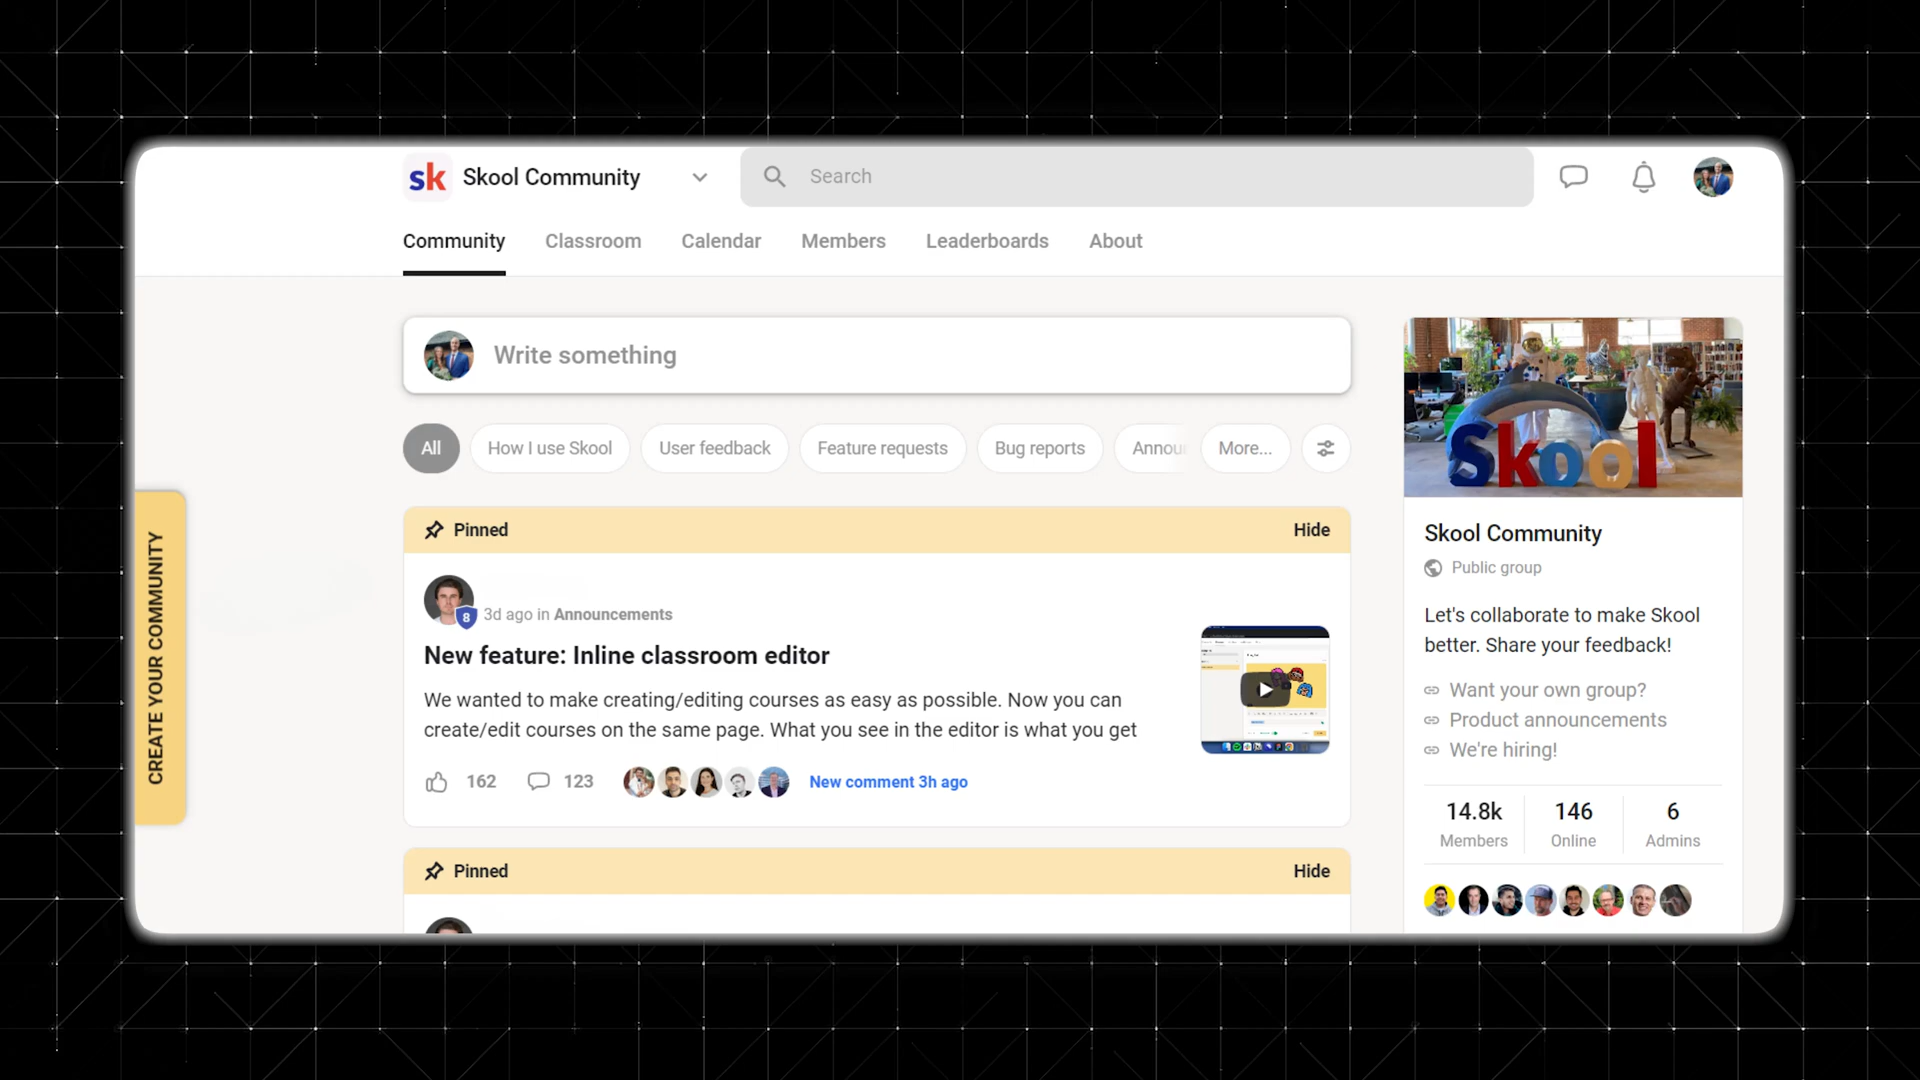 sk Skool Community
Search
Community Classroom Calendar Members Leaderboards About
Write something
All How I use Skool User feedback Feature requests Bug reports Annou More...
Pinned Hide
8
3d ago in Announcements
New feature: Inline classroom editor
We wanted to make creating/editing courses as easy as possible. Now you can
create/edit courses on the same page. What you see in the editor is what you get
162 123 New comment 3h ago
Pinned Hide
CREATE YOUR COMMUNITY
Skool
Skool Community
Public group
Let's collaborate to make Skool
better. Share your feedback!
Want your own group?
Product announcements
We're hiring!
14.8k 146 6
Members Online Admins